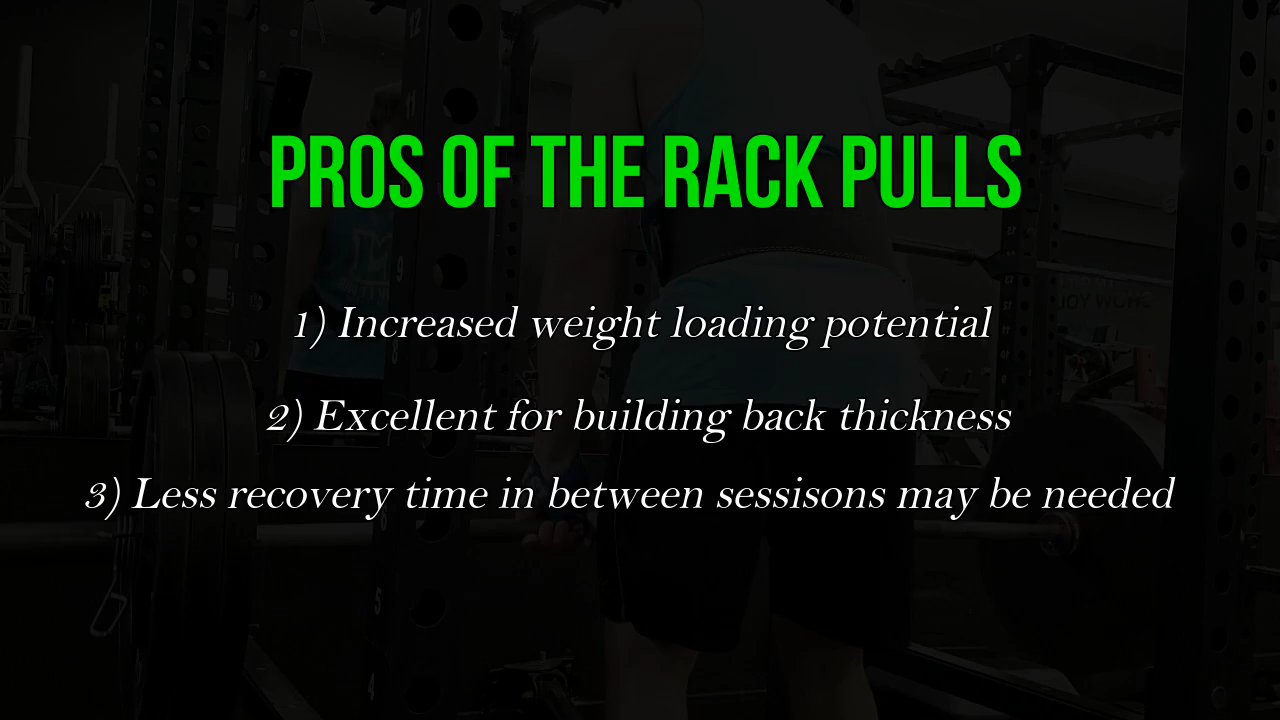 PROS OF THE RACK PULLS
1) Increased weight loading potential
2) Excellent for building back thickness
3) Less recovery time in between sessisons may be needed